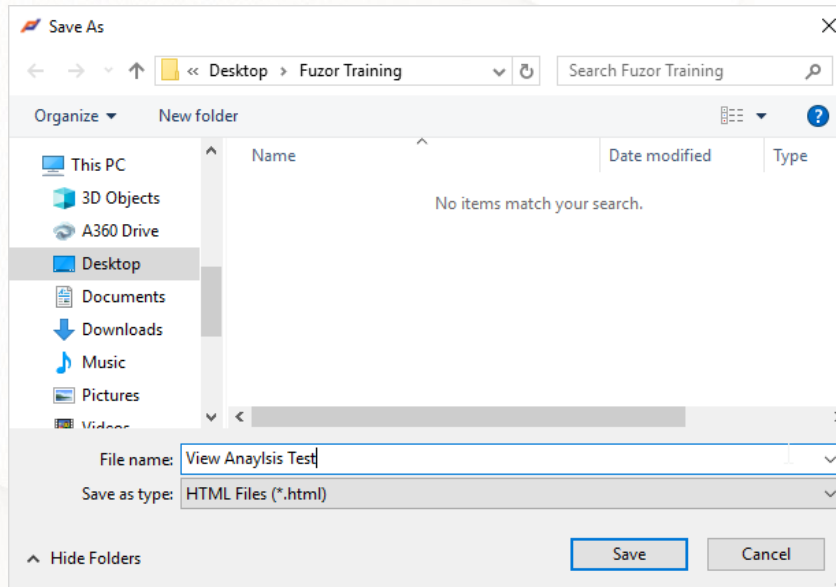 Save As
« Desktop > Fuzor Training
Search Fuzor Training
Organize
New folder
Name
Date modified
Type
This PC
3D Objects
A360 Drive
Desktop
Documents
Downloads
Music
Pictures
Videos
No items match your search.
File name: View Anaylsis Test
Save as type: HTML Files (*.html)
Hide Folders
Save
Cancel